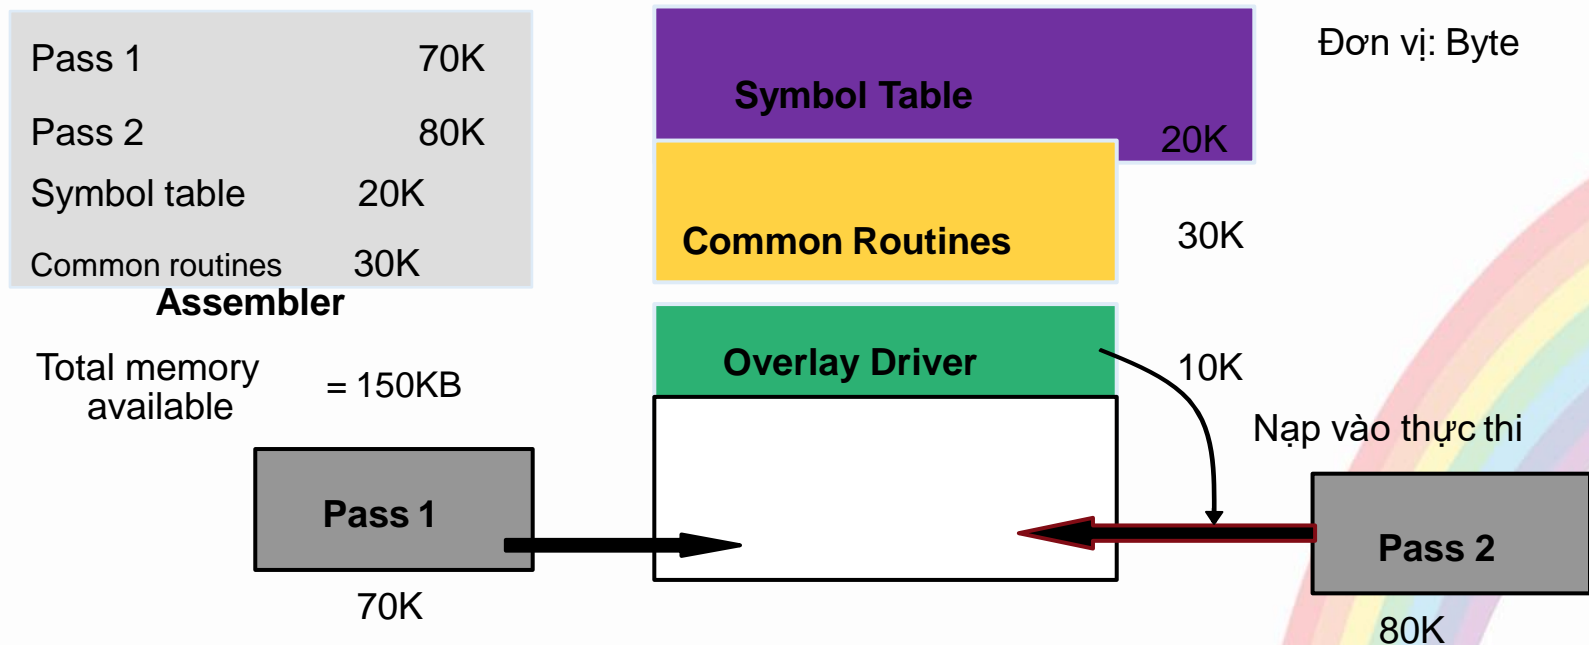 Pass 1 70K
Pass 2 80K
Symbol table 20K
Common routines 30K
Assembler
Total memory
available
= 150KB
Symbol Table
20K
Common Routines
30K
Overlay Driver
10K
Đơn vị: Byte
Nạp vào thực thi
Pass 1
70K
Pass 2
80K